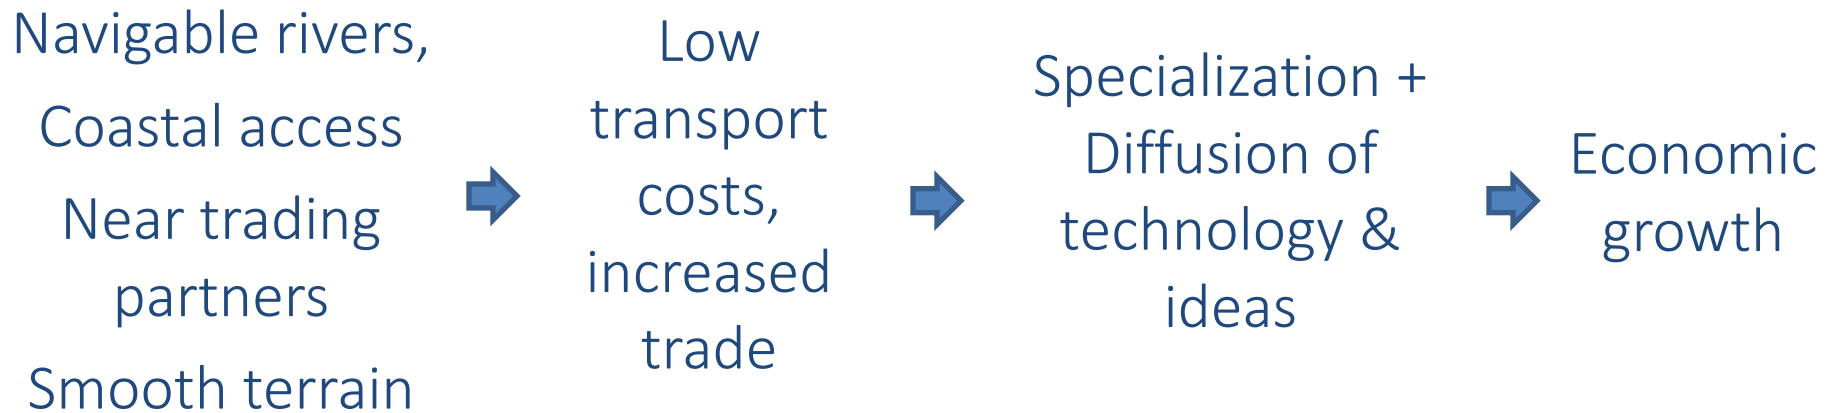 Navigable rivers,
Coastal access
Near trading
partners
Smooth terrain
Low
transport
costs,
increased
trade
Specialization +
Diffusion of
technology &
ideas
Economic
growth